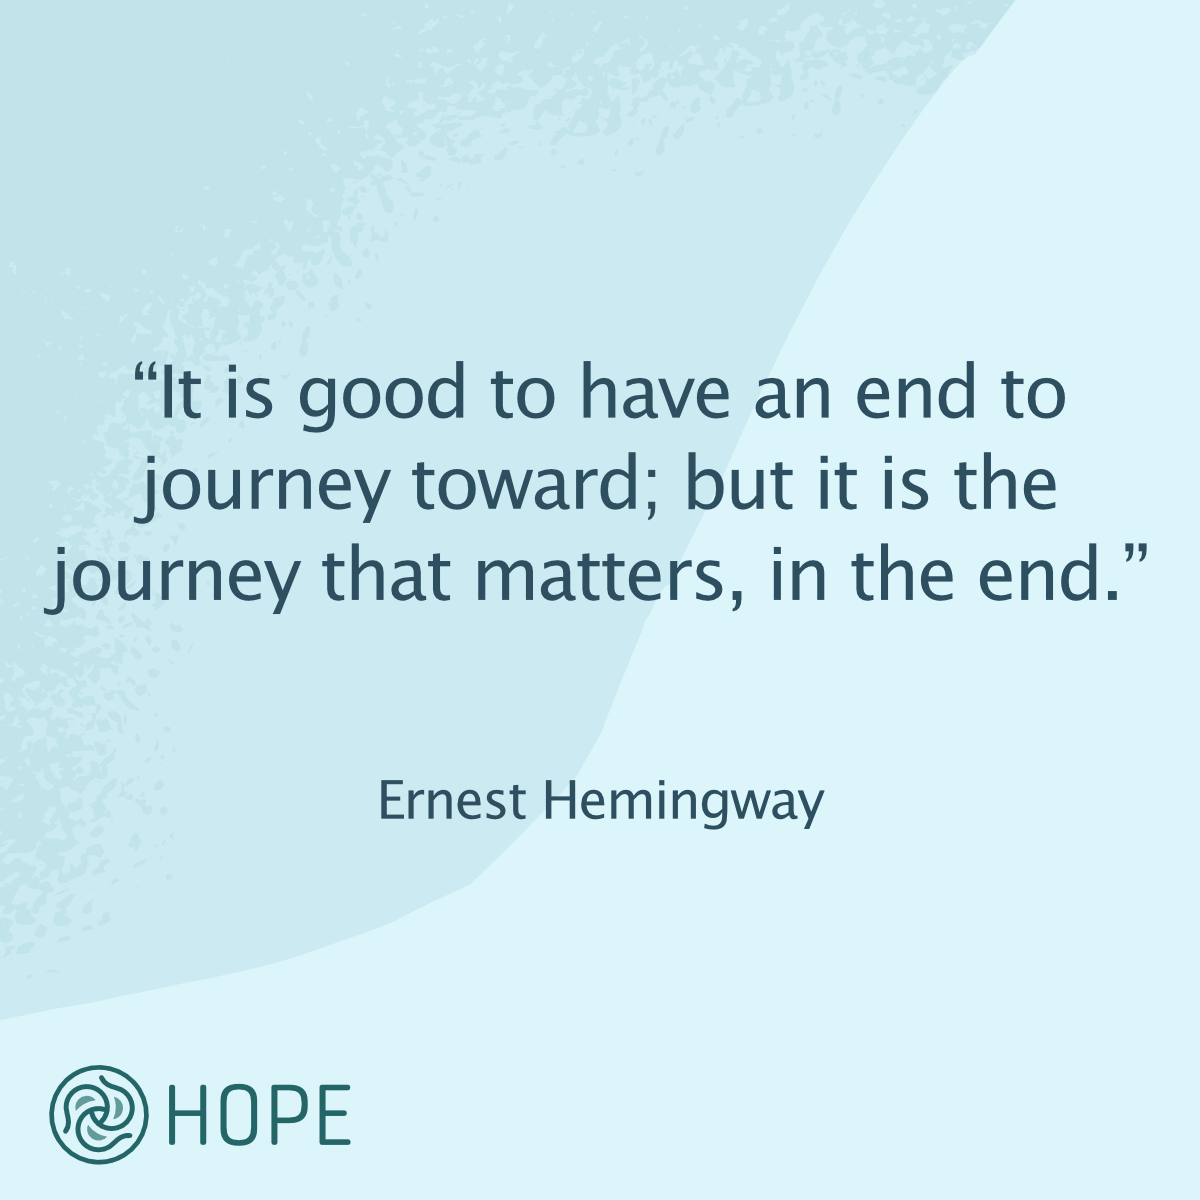 “It is good to have an end to
journey toward; but it is the
journey that matters, in the end.”
Ernest Hemingway
HOPE